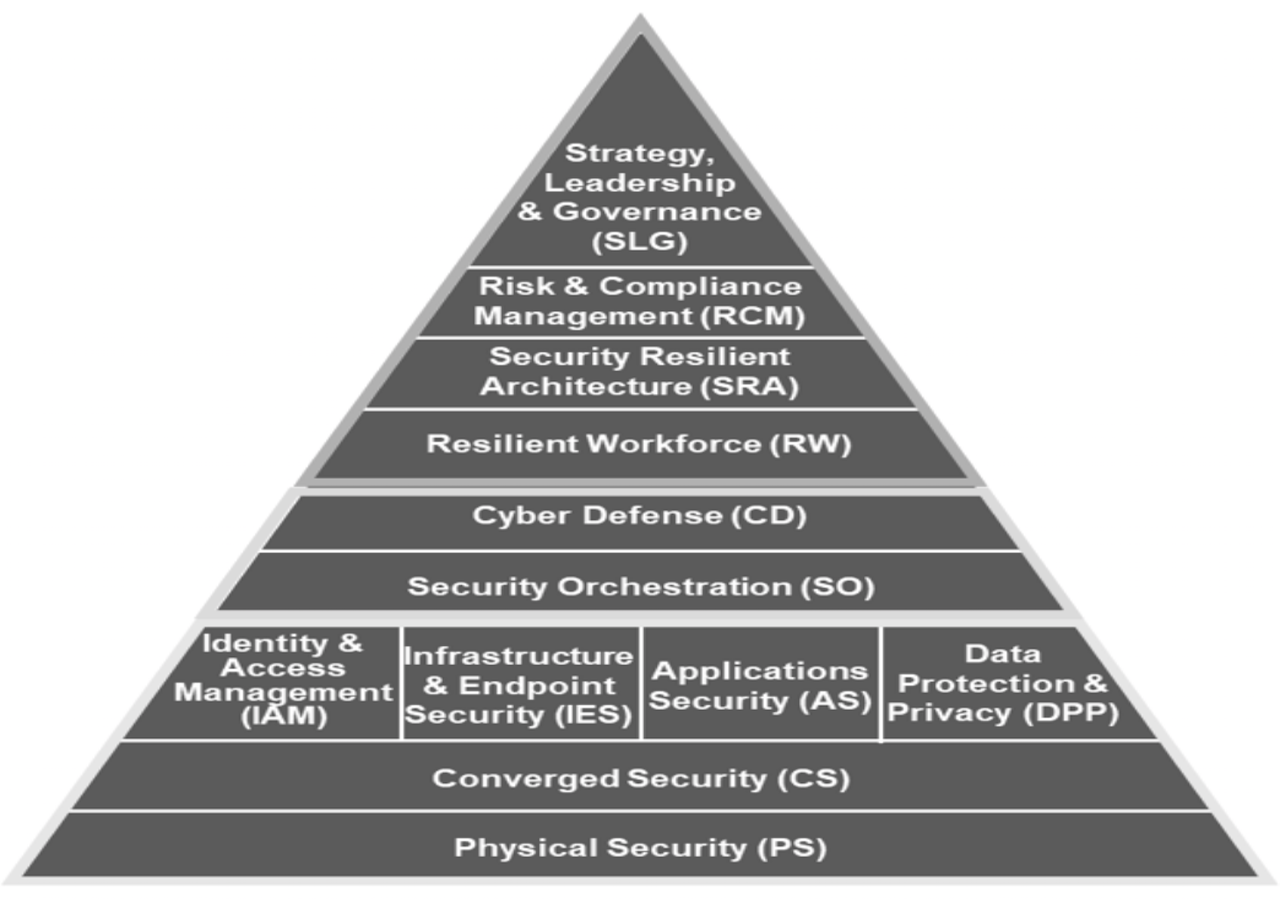 Strategy,
Leadership
& Governance
(SLG)
Risk & Compliance
Management (RCM)
Security Resilient
Architecture (SRA)
Resilient Workforce (RW)
Cyber Defense (CD)
Security Orchestration (SO)
Identity &
Access
Management
(IAM)
Infrastructure
& Endpoint
Security (IES)
Applications
Security (AS)
Data
Protection &
Privacy (DPP)
Converged Security (CS)
Physical Security (PS)